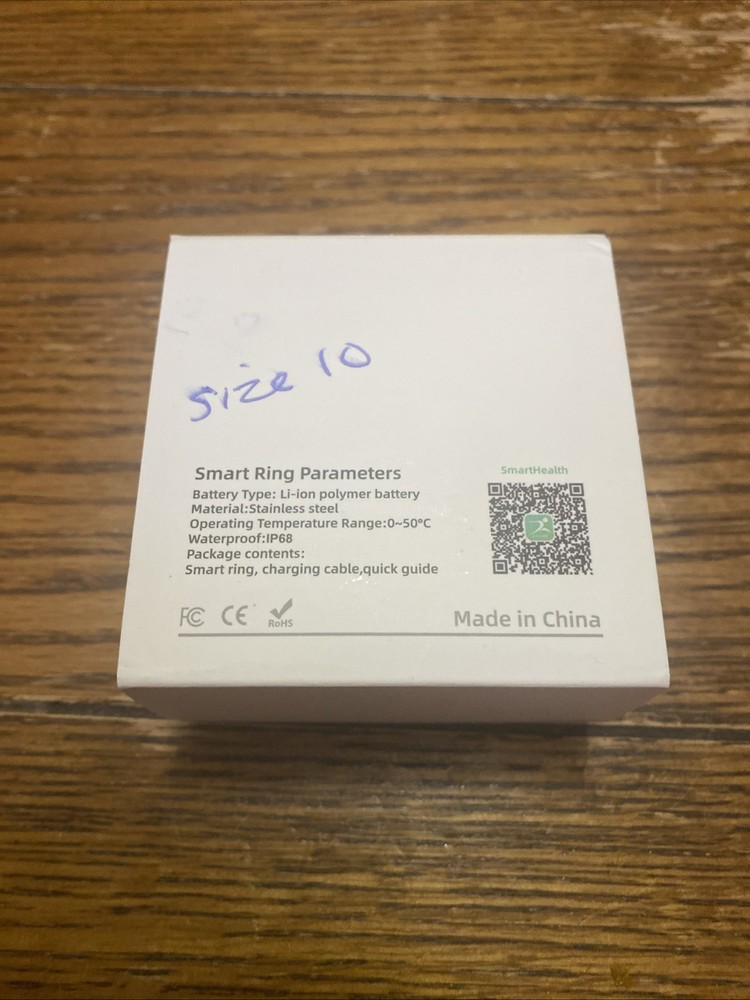 size 10
Smart Ring Parameters
Battery Type: Li-ion polymer battery
Material:Stainless steel
Operating Temperature Range:0~50°C
Waterproof:IP68
Package contents:
Smart ring, charging cable,quick guide
SmartHealth
FC CE RoHS
Made in China